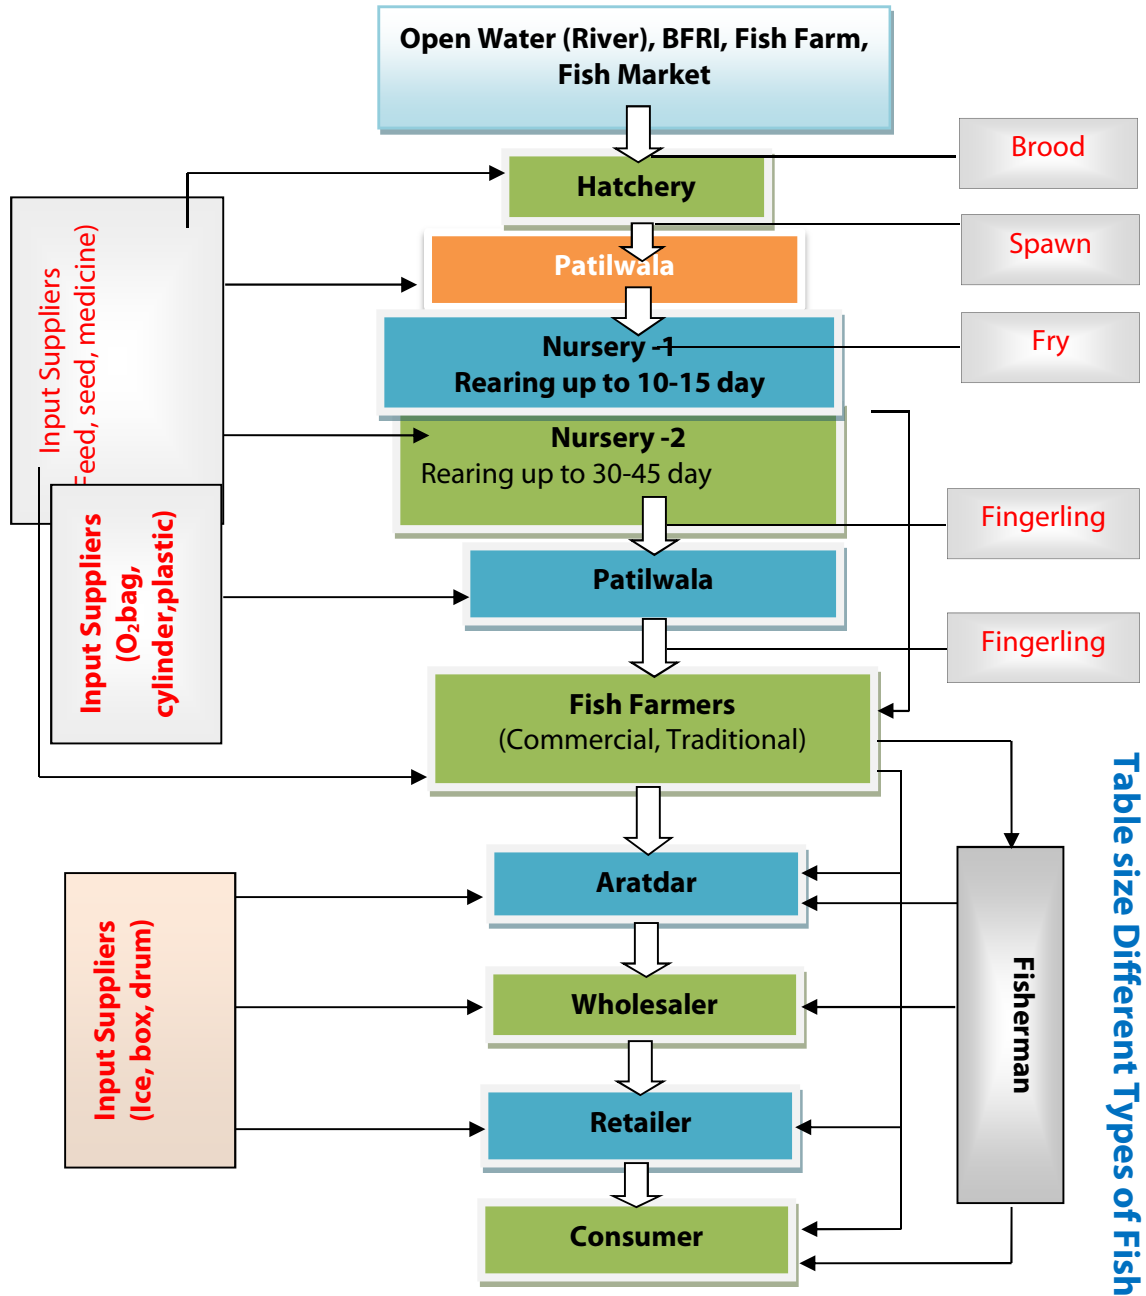 Open Water (River), BFRI, Fish Farm,
Fish Market
Brood
Hatchery
Spawn
Patilwala
Fry
Nursery -1
Rearing up to 10-15 day
Nursery -2
Rearing up to 30-45 day
Input Suppliers
Feed, seed, medicine)
Fingerling
Patilwala
Input Suppliers
(O₂bag,
cylinder,plastic)
Fingerling
Fish Farmers
(Commercial, Traditional)
Aratdar
Wholesaler
Retailer
Consumer
Input Suppliers
(Ice, box, drum)
Fisherman
Table size Different Types of Fish